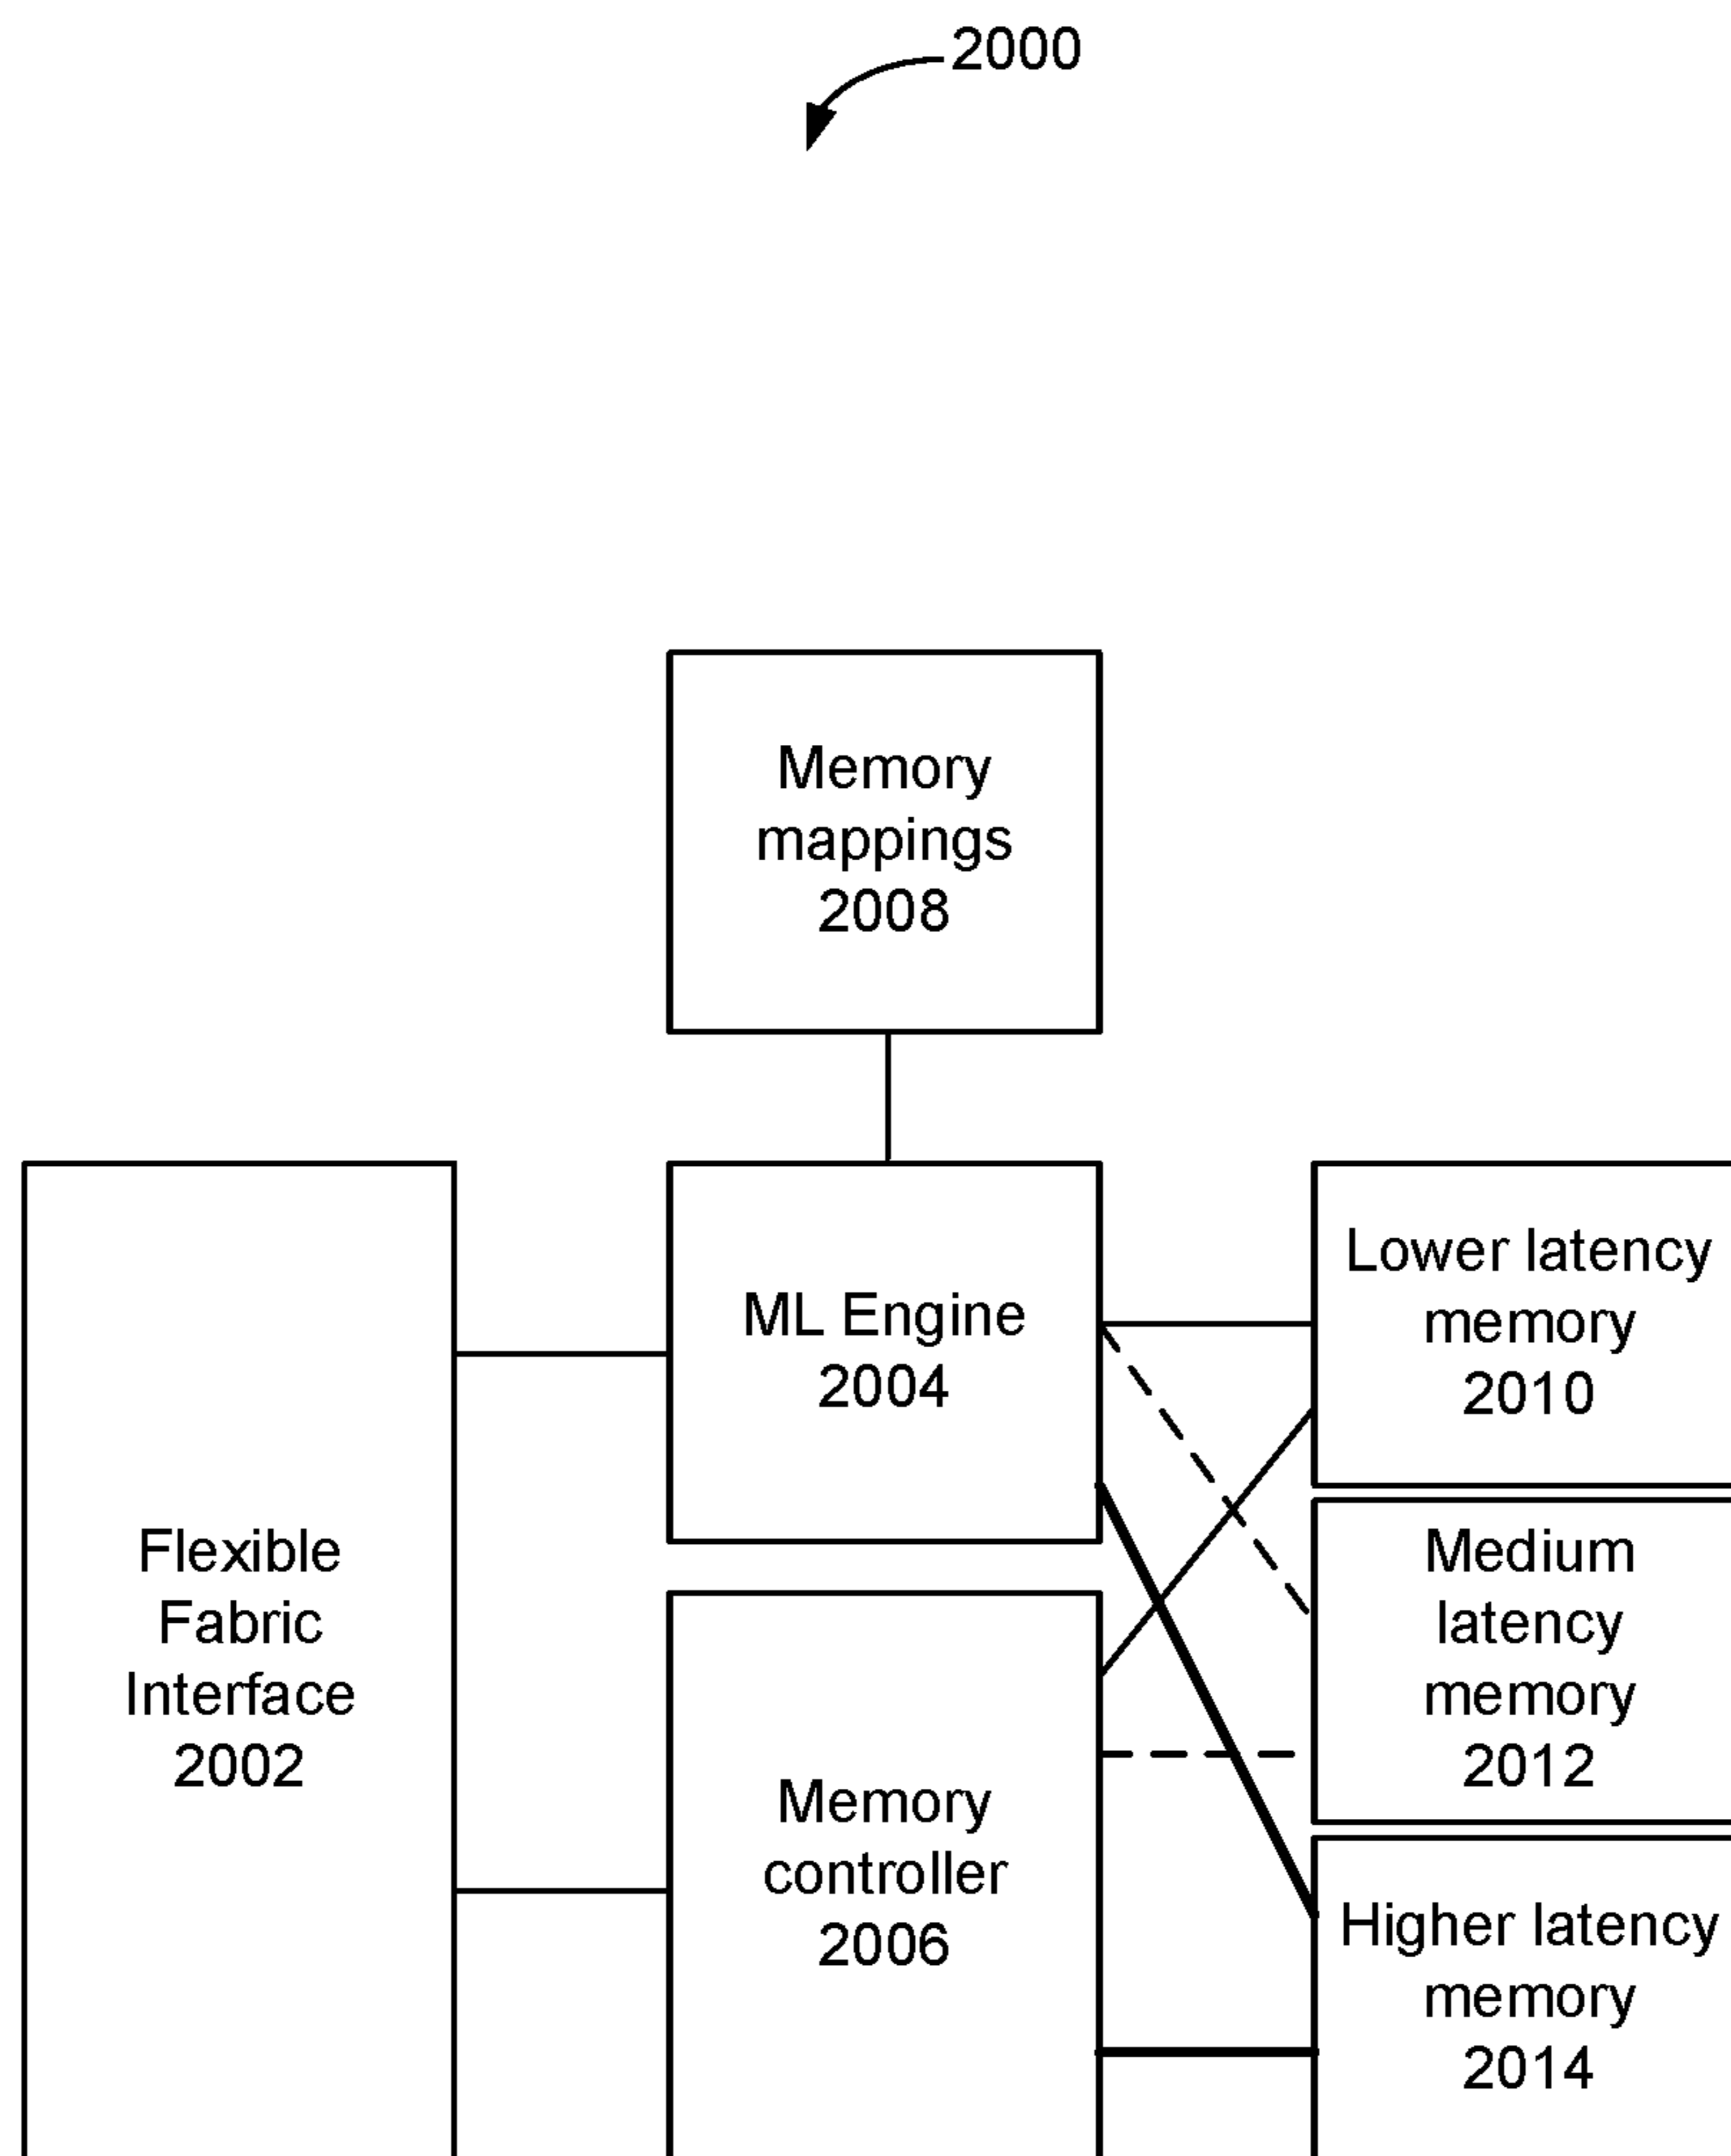 2000
Memory
mappings
2008
Flexible
Fabric
Interface
2002
ML Engine
2004
Memory
controller
2006
Lower latency
memory
2010
Medium
latency
memory
2012
Higher latency
memory
2014